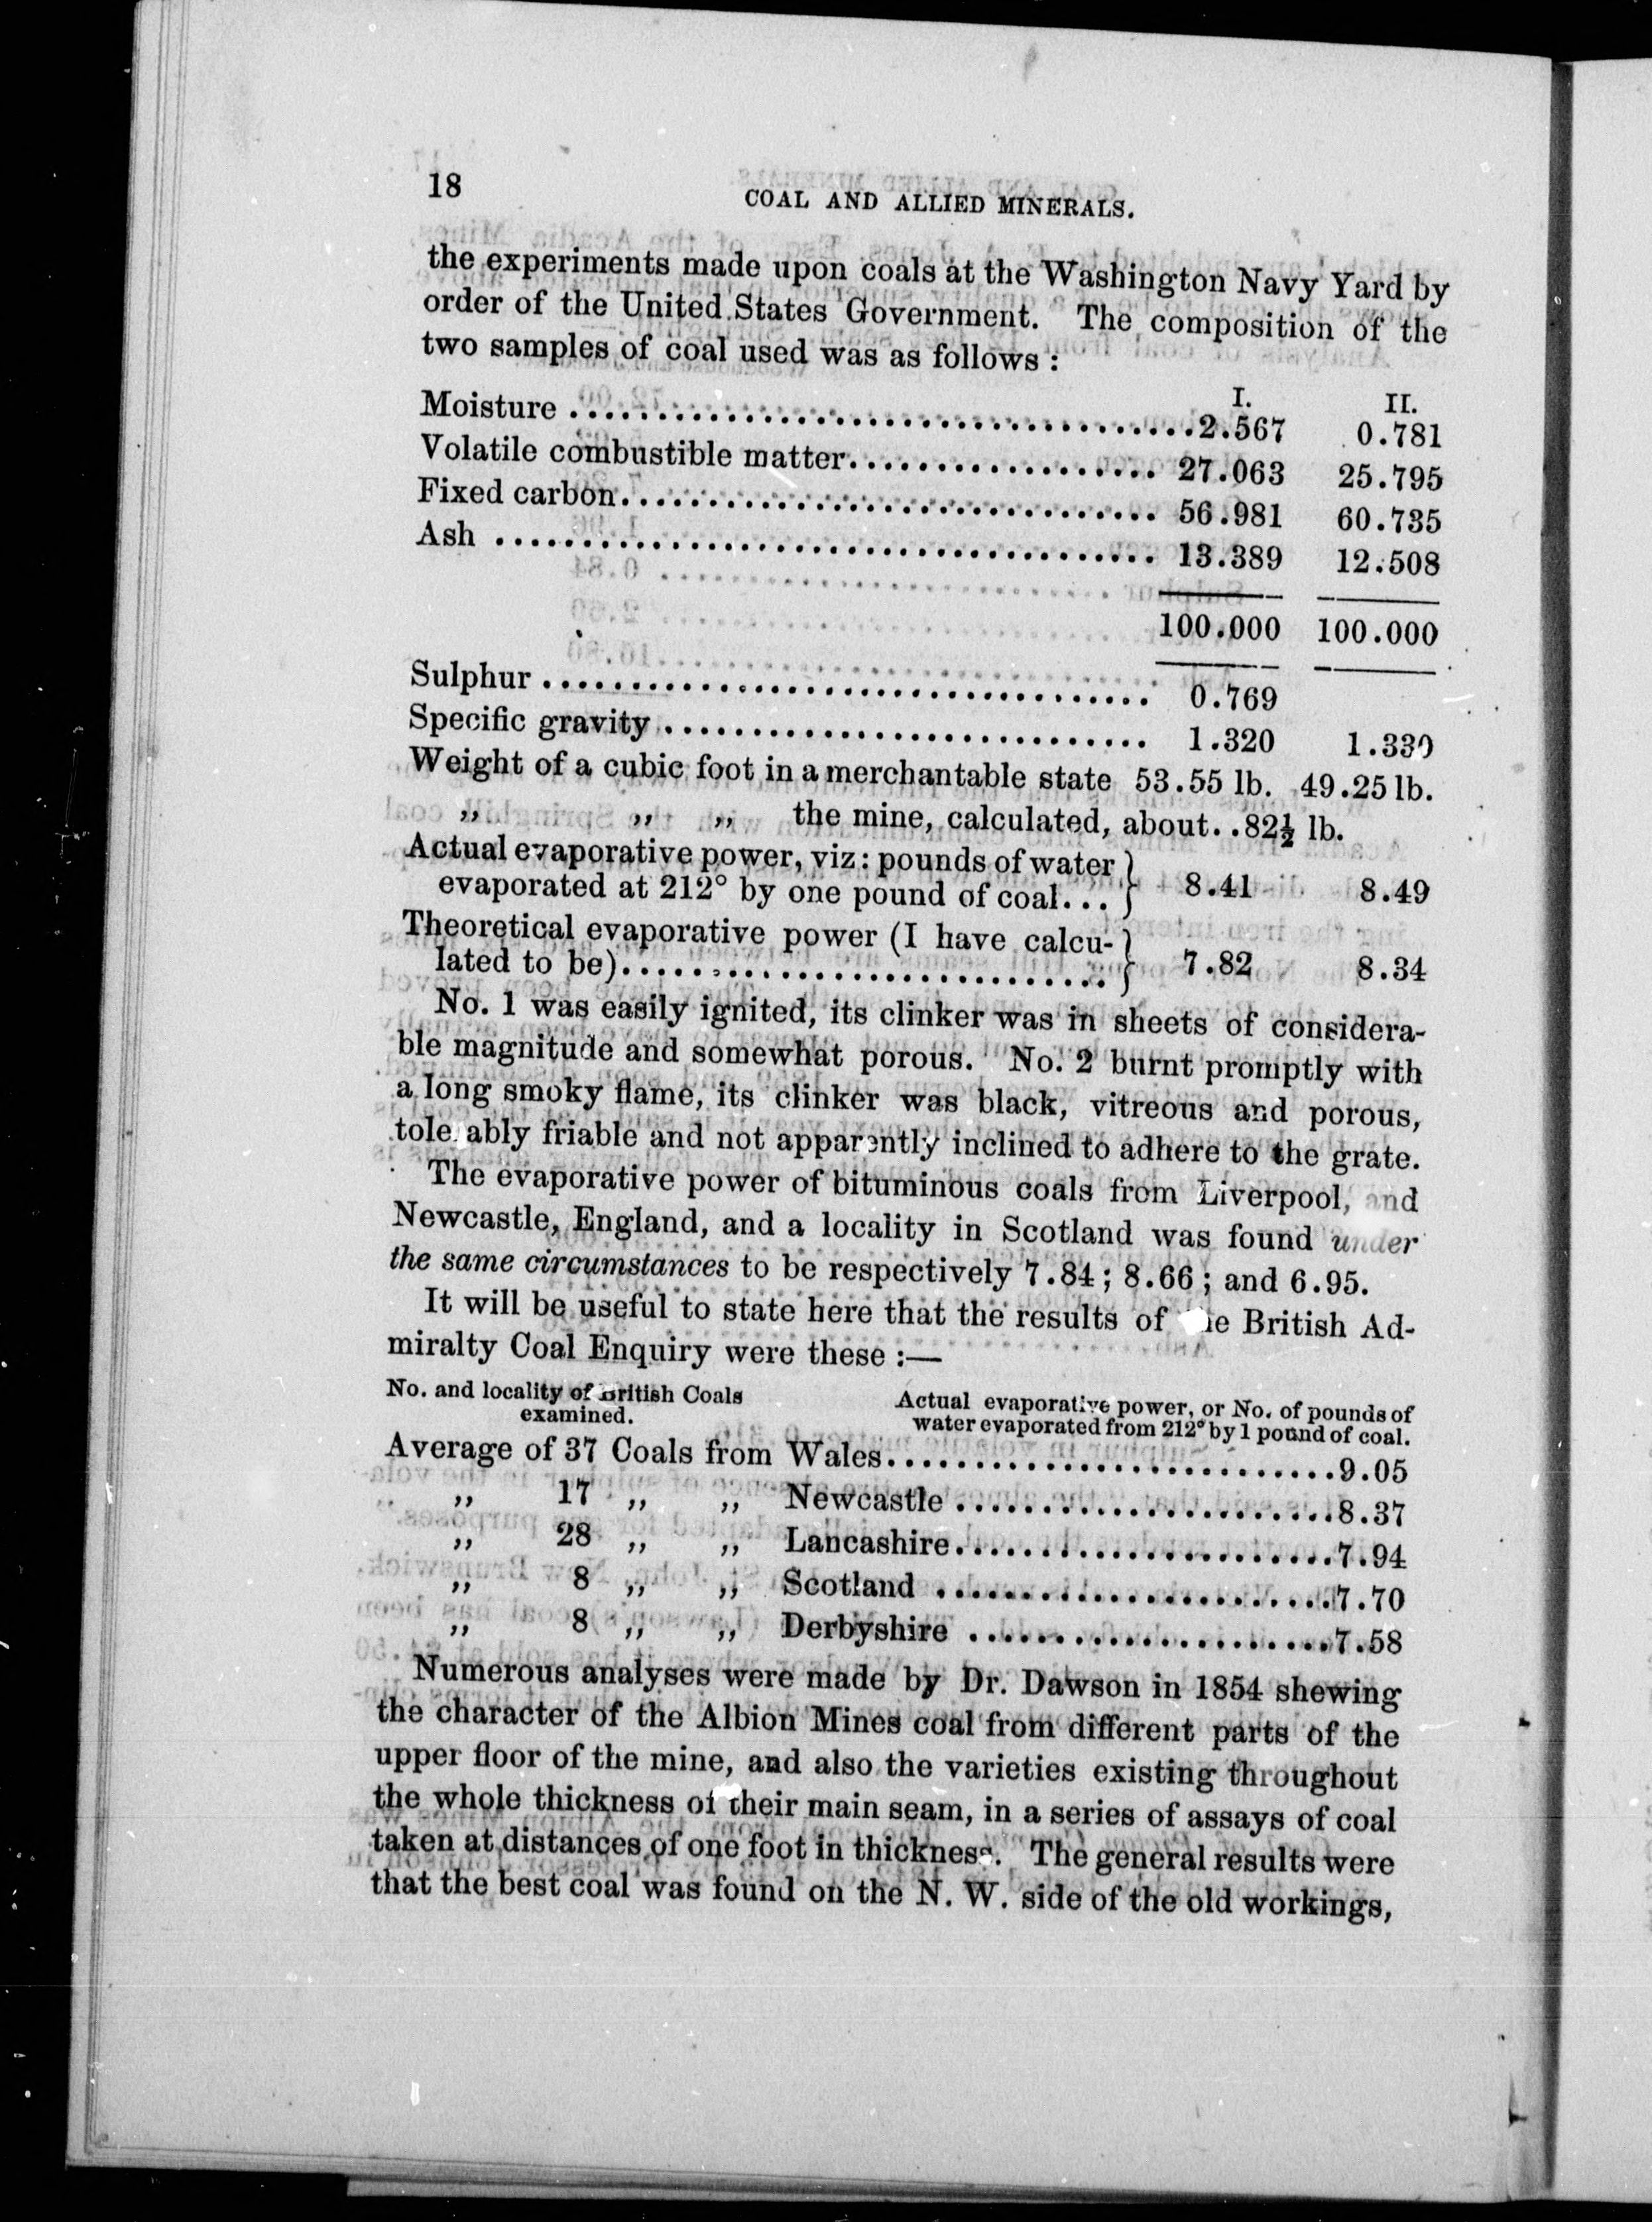 18
COAL AND ALLIED MINERALS.
the experiments made upon coals at the Washington Navy Yard by
order of the United States Government. The composition of the
two samples of coal used was as follows :
I. II.
Moisture ........................................ 2.567 0.781
Volatile combustible matter.................. 27.063 25.795
Fixed carbon................................ 56.981 60.735
Ash ........................................ 13.389 12.508
100.000 100.000
Sulphur .................................... 0.769
Specific gravity ............................ 1.320 1.330
Weight of a cubic foot in a merchantable state 53.55 lb. 49.25 lb.
„ „ „ the mine, calculated, about..82½ lb.
Actual evaporative power, viz: pounds of water
evaporated at 212° by one pound of coal... } 8.41 8.49
Theoretical evaporative power (I have calcu-
lated to be)............................. } 7.82 8.34
No. 1 was easily ignited, its clinker was in sheets of considera-
ble magnitude and somewhat porous. No. 2 burnt promptly with
a long smoky flame, its clinker was black, vitreous and porous,
tolerably friable and not apparently inclined to adhere to the grate.
The evaporative power of bituminous coals from Liverpool, and
Newcastle, England, and a locality in Scotland was found under
the same circumstances to be respectively 7.84; 8.66; and 6.95.
It will be useful to state here that the results of the British Ad-
miralty Coal Enquiry were these :—
No. and locality of British Coals
examined.
Actual evaporative power, or No. of pounds of
water evaporated from 212° by 1 pound of coal.
Average of 37 Coals from Wales..........................9.05
„ 17 „ „ Newcastle ......................8.37
„ 28 „ „ Lancashire......................7.94
„ 8 „ „ Scotland .......................7.70
„ 8 „ „ Derbyshire .....................7.58
Numerous analyses were made by Dr. Dawson in 1854 shewing
the character of the Albion Mines coal from different parts of the
upper floor of the mine, and also the varieties existing throughout
the whole thickness of their main seam, in a series of assays of coal
taken at distances of one foot in thickness. The general results were
that the best coal was found on the N. W. side of the old workings,